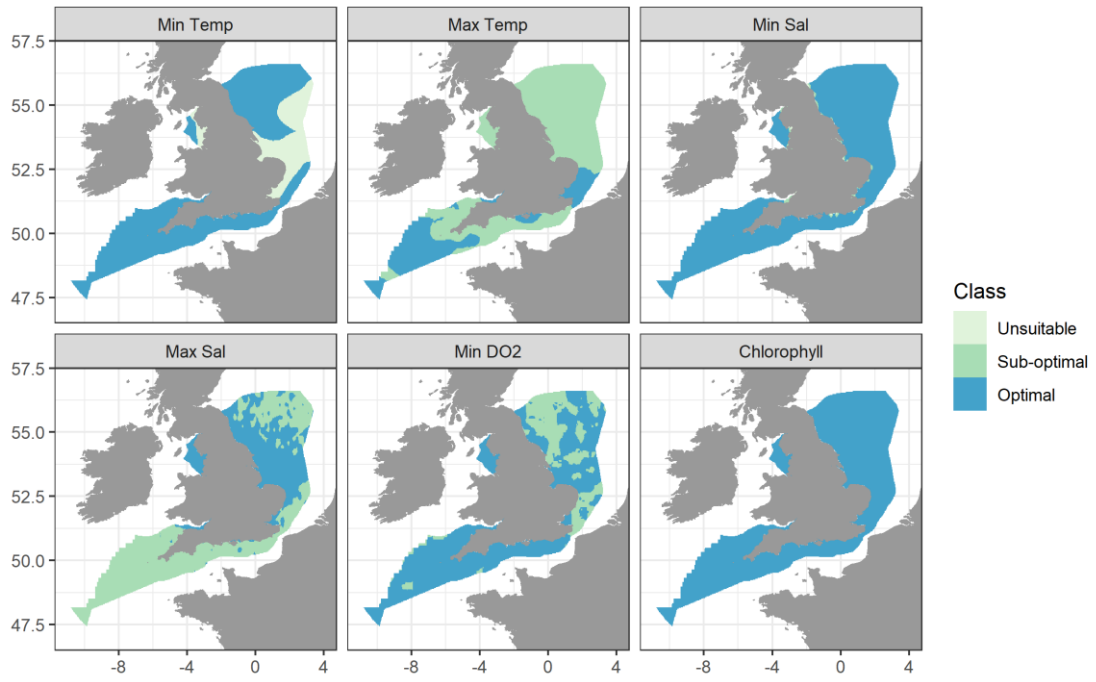 Min Temp
Max Temp
Min Sal
57.5
55.0
52.5
50.0
47.5
Class
Unsuitable
Sub-optimal
Optimal
Max Sal
Min DO2
Chlorophyll
57.5
55.0
52.5
50.0
47.5
-8 -4 0 4
-8 -4 0 4
-8 -4 0 4